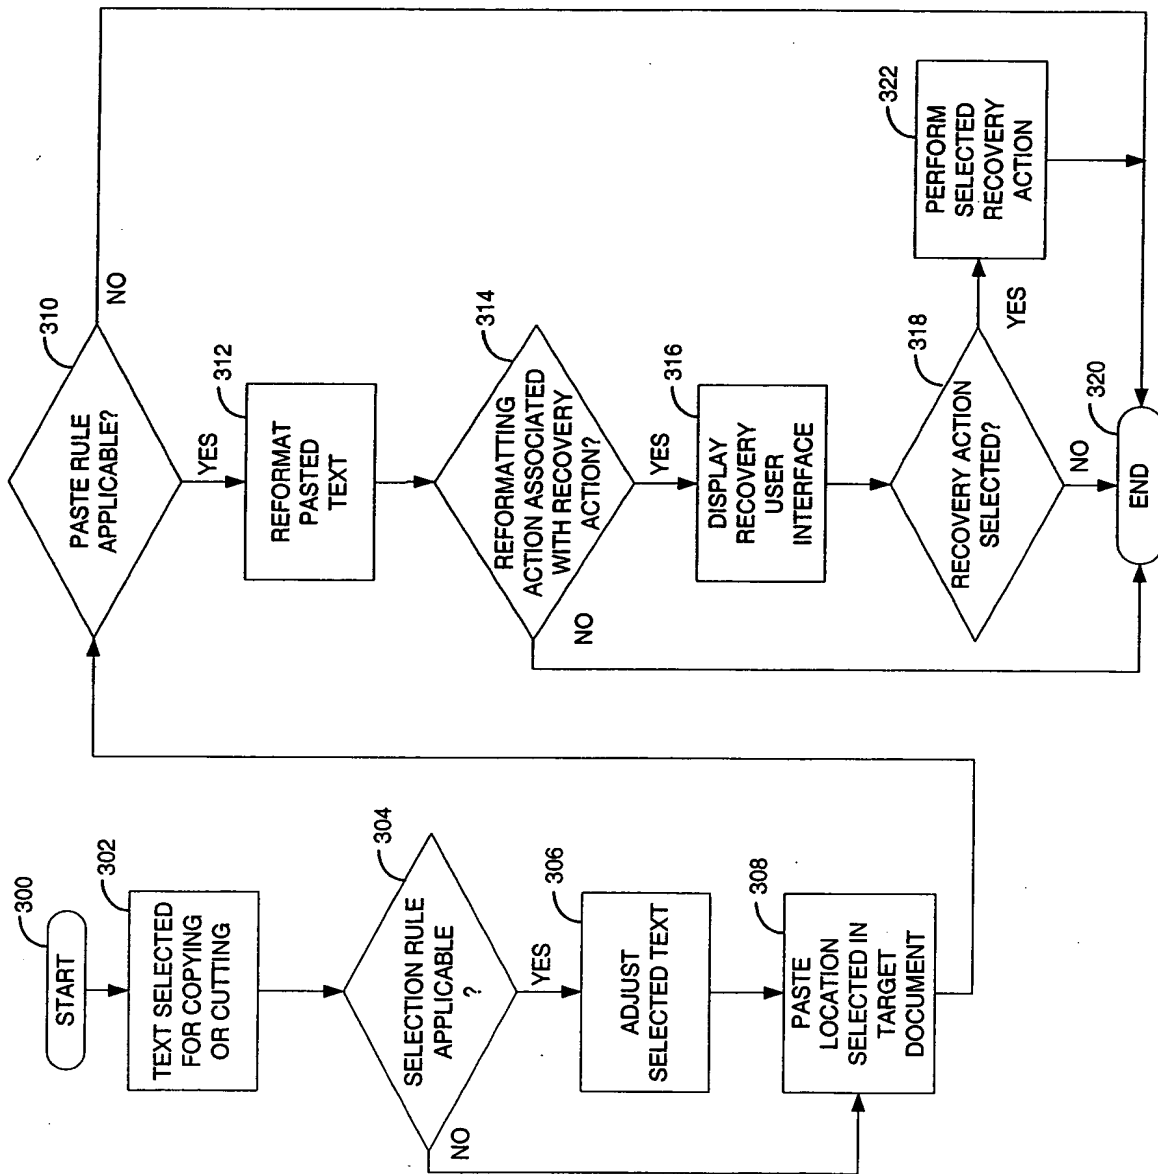 300
START
302
TEXT SELECTED
FOR COPYING
OR CUTTING
304
SELECTION RULE
APPLICABLE
?
YES
NO
306
ADJUST
SELECTED TEXT
308
PASTE
LOCATION
SELECTED IN
TARGET
DOCUMENT
310
PASTE RULE
APPLICABLE?
NO
YES
312
REFORMAT
PASTED
TEXT
314
REFORMATTING
ACTION ASSOCIATED
WITH RECOVERY
ACTION?
NO
YES
316
DISPLAY
RECOVERY
USER
INTERFACE
318
RECOVERY ACTION
SELECTED?
YES
NO
322
PERFORM
SELECTED
RECOVERY
ACTION
320
END